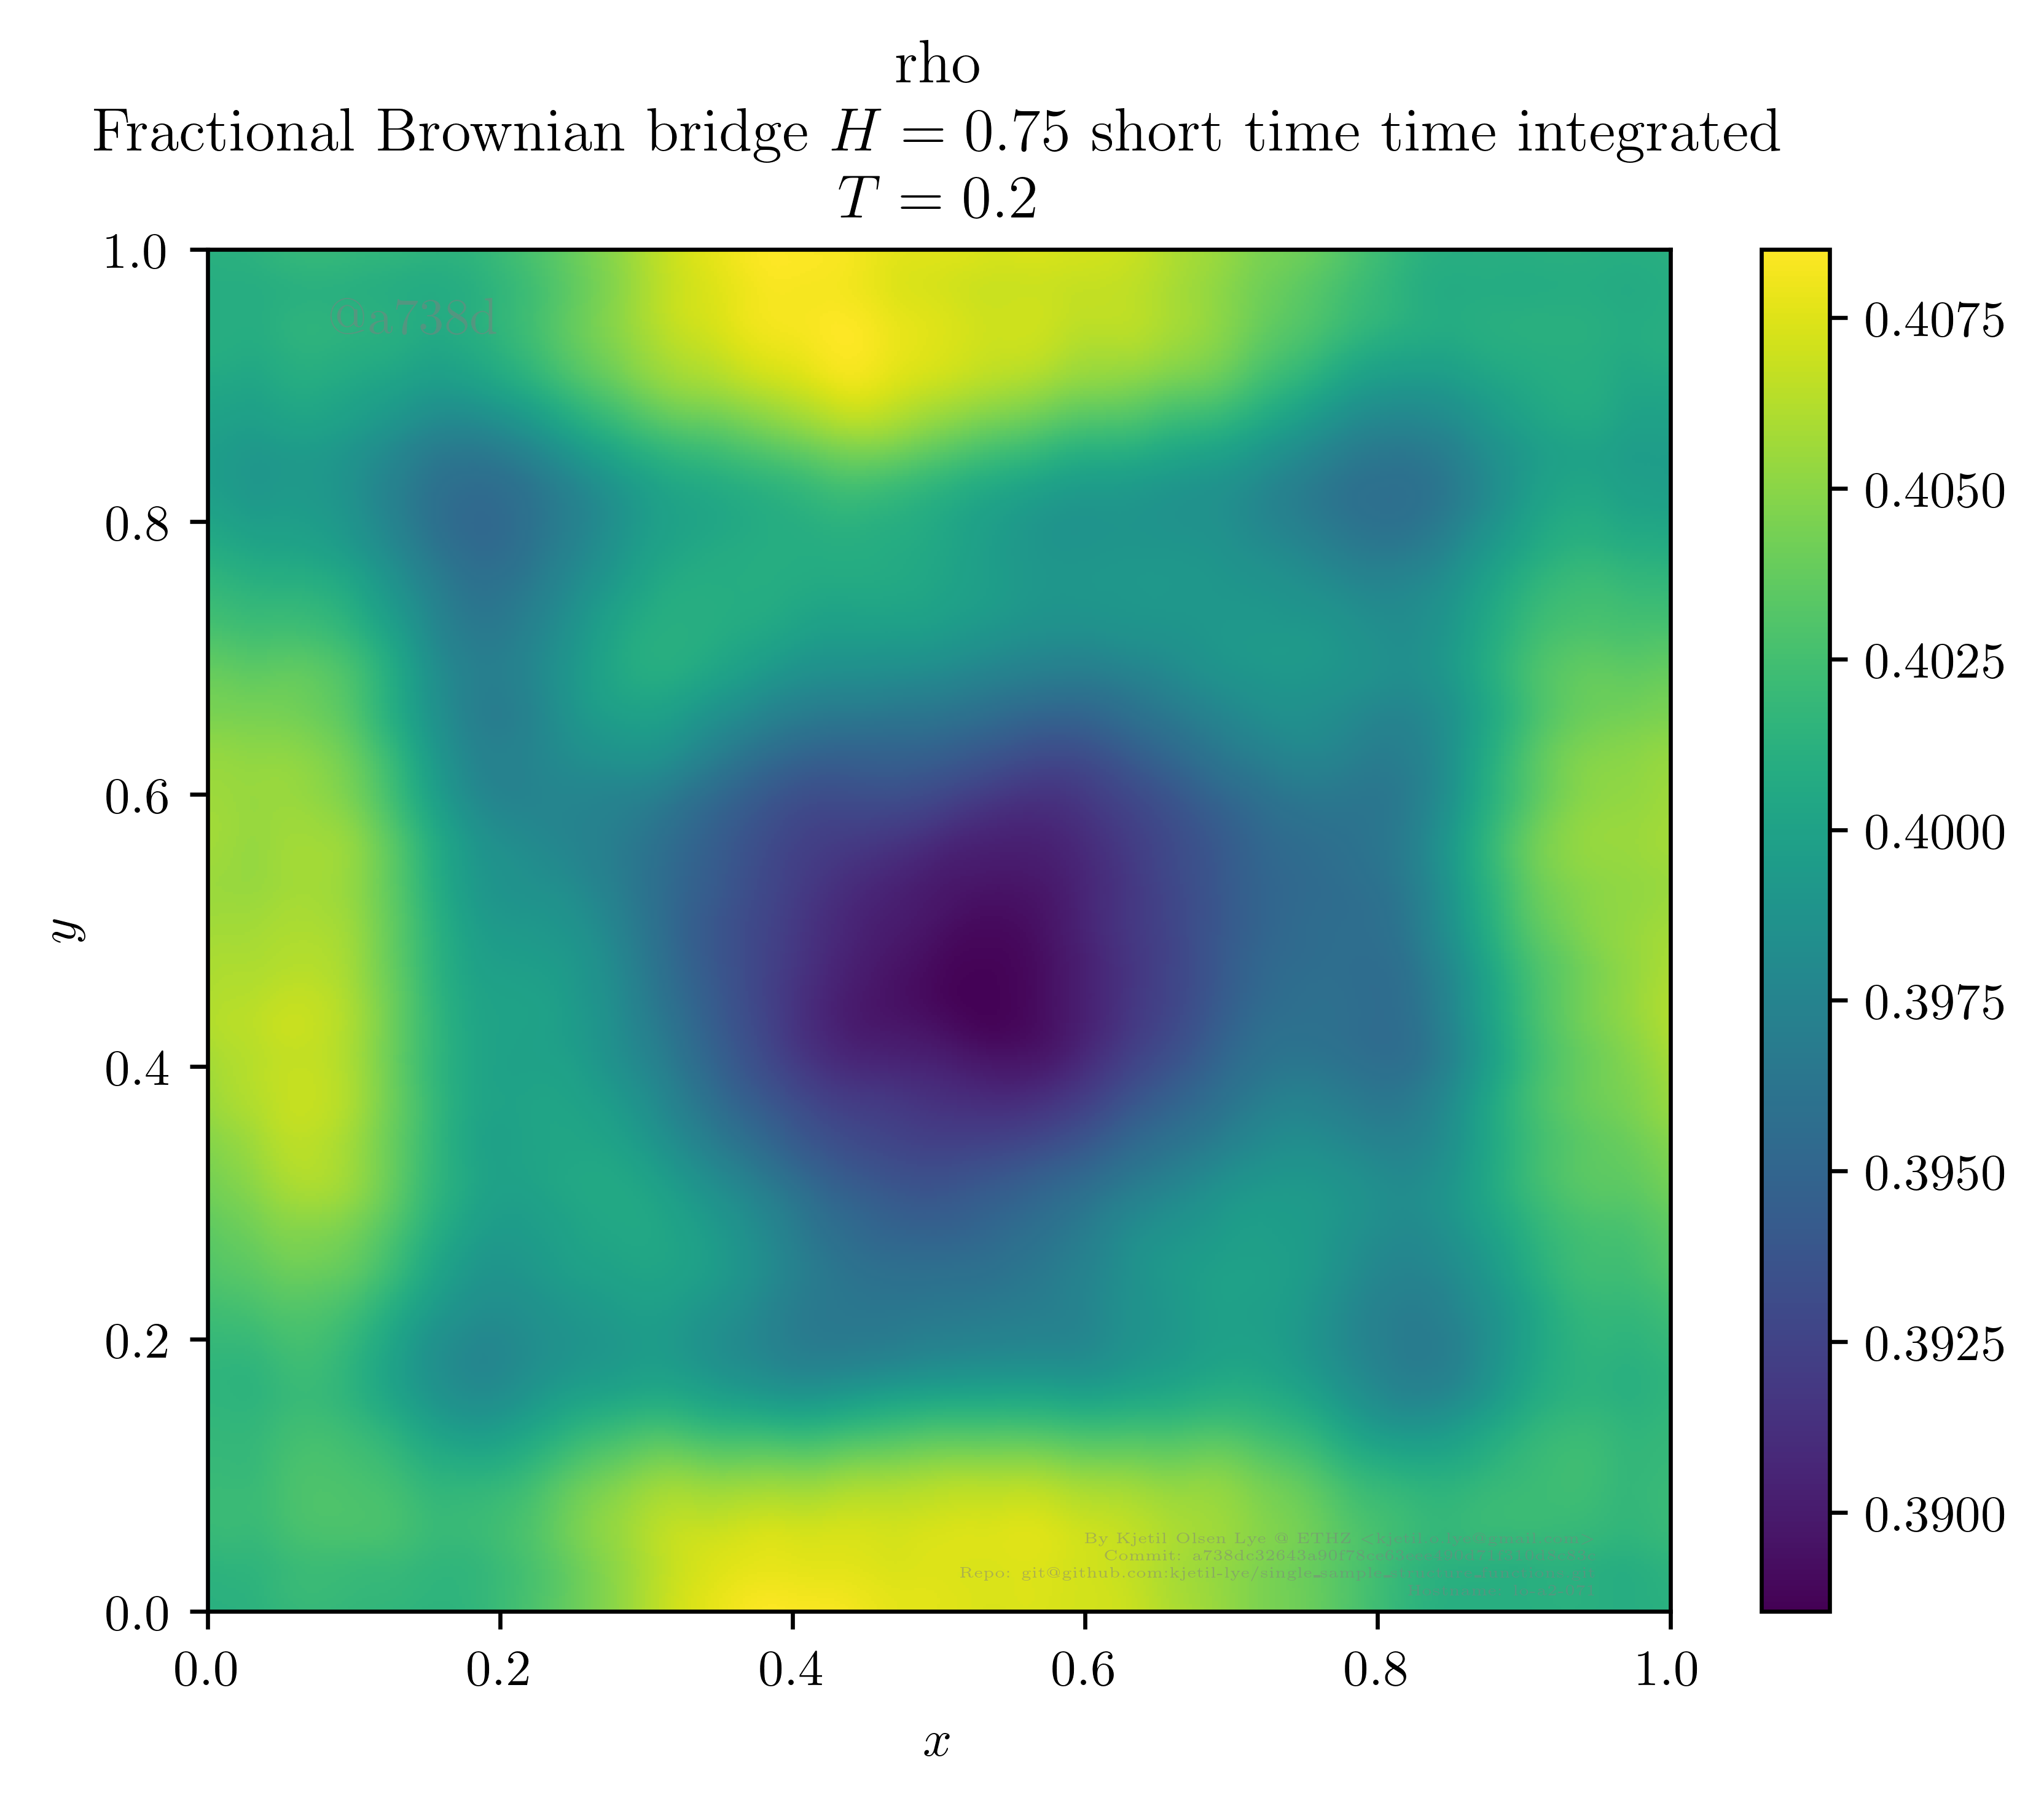 rho
Fractional Brownian bridge H = 0.75 short time time integrated
T = 0.2
@a738d
1.0
0.8
0.6
0.4
0.2
0.0
y
0.0 0.2 0.4 0.6 0.8 1.0
x
0.4075
0.4050
0.4025
0.4000
0.3975
0.3950
0.3925
0.3900
By Kjetil Olsen Lye @ ETHZ
Commit:
Repo: git@github.com:kjetil-lye/single_sample